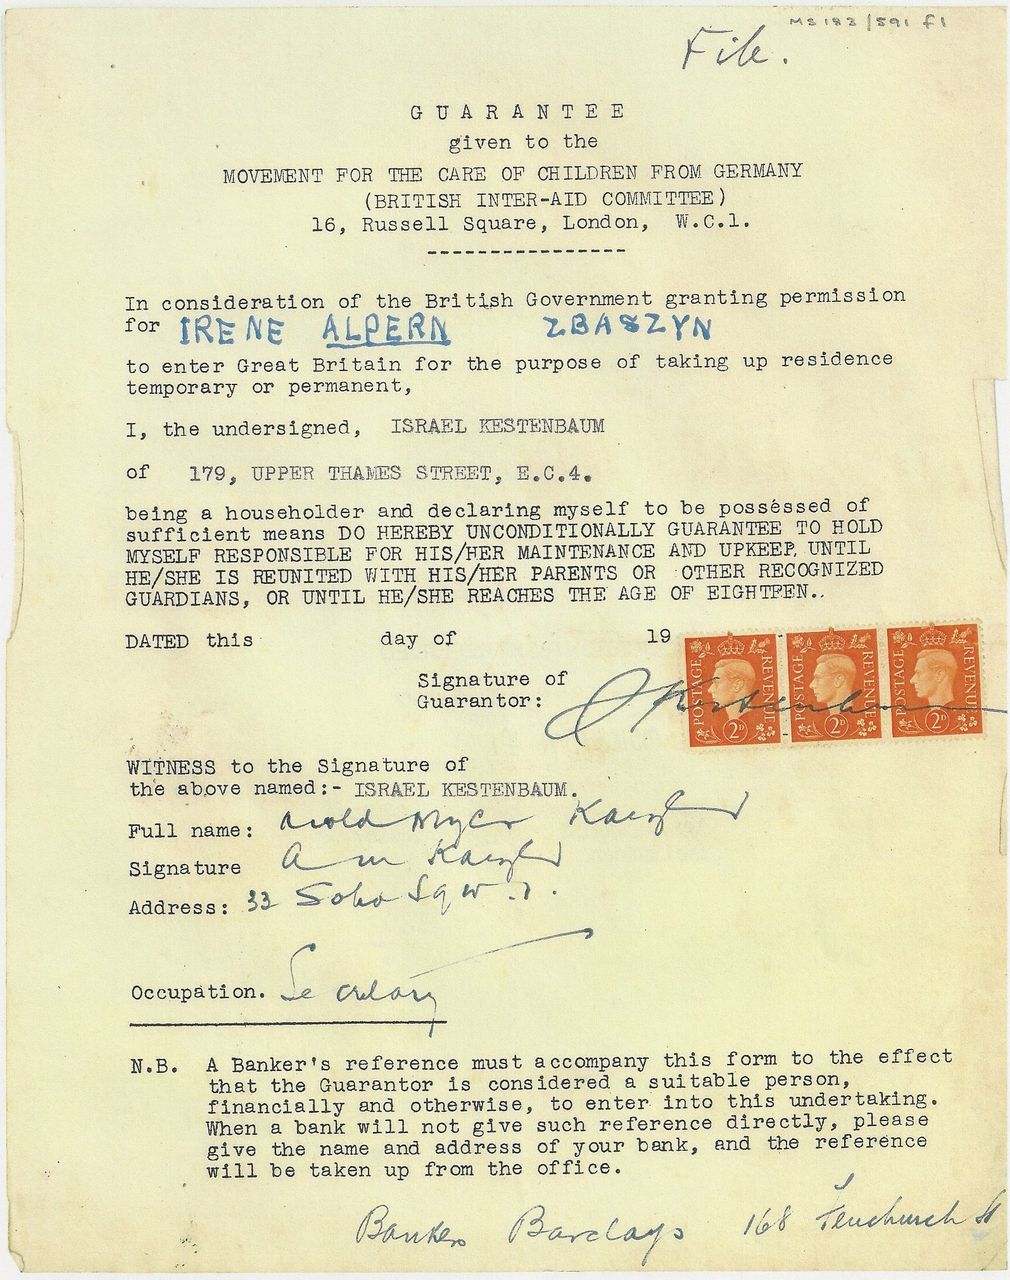 MS 183/591 f1
File.
GUARANTEE
given to the
MOVEMENT FOR THE CARE OF CHILDREN FROM GERMANY
(BRITISH INTER-AID COMMITTEE)
16, Russell Square, London, W.C.1.
----------------
In consideration of the British Government granting permission
for IRENE ALPERN ZBASZYN
to enter Great Britain for the purpose of taking up residence
temporary or permanent,
I, the undersigned, ISRAEL KESTENBAUM
of 179, UPPER THAMES STREET, E.C.4.
being a householder and declaring myself to be possessed of
sufficient means DO HEREBY UNCONDITIONALLY GUARANTEE TO HOLD
MYSELF RESPONSIBLE FOR HIS/HER MAINTENANCE AND UPKEEP, UNTIL
HE/SHE IS REUNITED WITH HIS/HER PARENTS OR OTHER RECOGNIZED
GUARDIANS, OR UNTIL HE/SHE REACHES THE AGE OF EIGHTEEN..
DATED this day of 19
POSTAGE REVENUE 2D
POSTAGE REVENUE 2D
POSTAGE REVENUE 2D
Signature of
Guarantor: I Kestenbaum
WITNESS to the Signature of
the above named:- ISRAEL KESTENBAUM.
Full name:
Signature
Address: 33 Soho Sq W.1.
Occupation. Secretary
N.B. A Banker's reference must accompany this form to the effect
that the Guarantor is considered a suitable person,
financially and otherwise, to enter into this undertaking.
When a bank will not give such reference directly, please
give the name and address of your bank, and the reference
will be taken up from the office.
Bankers Barclays 168 Fenchurch St